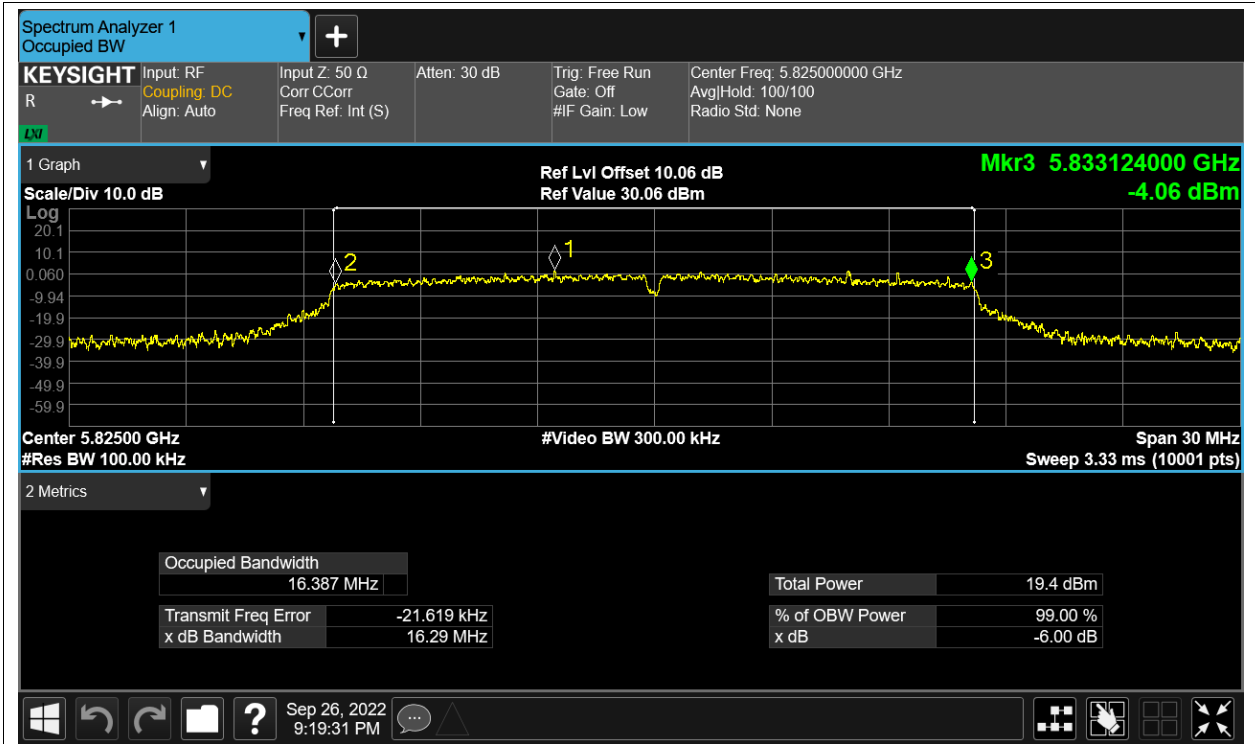 Spectrum Analyzer 1
Occupied BW
KEYSIGHT
R
LXI
Input: RF
Coupling: DC
Align: Auto
Input Z: 50 Ω
Corr CCorr
Freq Ref: Int (S)
Atten: 30 dB
Trig: Free Run
Gate: Off
#IF Gain: Low
Center Freq: 5.825000000 GHz
Avg|Hold: 100/100
Radio Std: None
1 Graph
Scale/Div 10.0 dB
Ref Lvl Offset 10.06 dB
Ref Value 30.06 dBm
Mkr3 5.833124000 GHz
-4.06 dBm
Log
20.1
10.1
0.060
-9.94
-19.9
-29.9
-39.9
-49.9
-59.9
2
1
3
Center 5.82500 GHz
#Res BW 100.00 kHz
#Video BW 300.00 kHz
Span 30 MHz
Sweep 3.33 ms (10001 pts)
2 Metrics
Occupied Bandwidth
16.387 MHz
Transmit Freq Error -21.619 kHz
x dB Bandwidth 16.29 MHz
Total Power 19.4 dBm
% of OBW Power 99.00 %
x dB -6.00 dB
?
Sep 26, 2022
9:19:31 PM